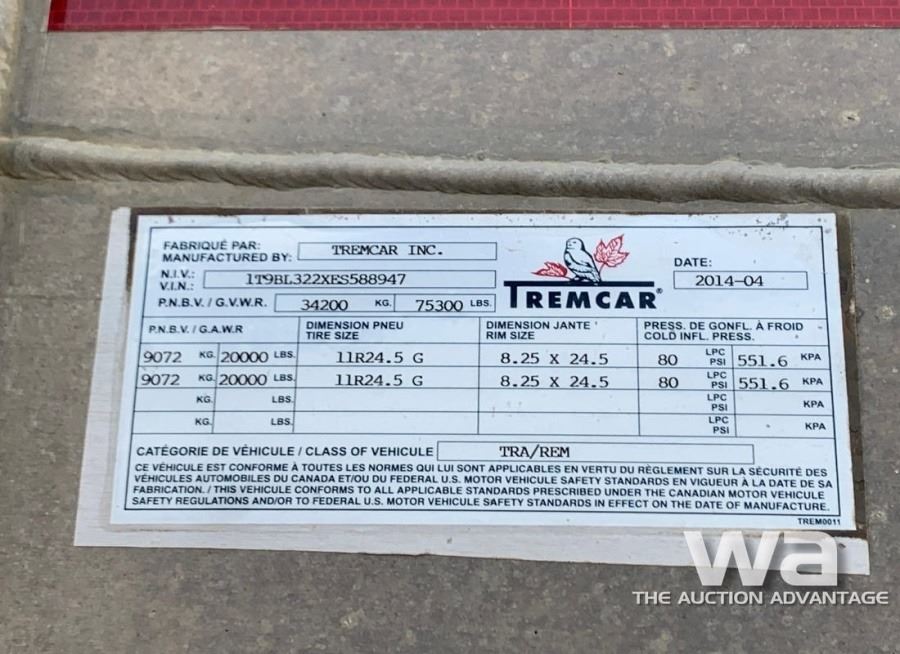 FABRIQUÉ PAR:
MANUFACTURED BY: TREMCAR INC.
N.I.V.:
V.I.N.: 1T9BL322XES588947
P.N.B.V. / G.V.W.R. 34200 KG. 75300 LBS.
TREMCAR®
DATE:
2014-04
P.N.B.V. / G.A.W.R DIMENSION PNEU DIMENSION JANTE PRESS. DE GONFL. À FROID
TIRE SIZE RIM SIZE COLD INFL. PRESS.
9072 KG. 20000 LBS. 11R24.5 G 8.25 X 24.5 80 LPC PSI 551.6 KPA
9072 KG. 20000 LBS. 11R24.5 G 8.25 X 24.5 80 LPC PSI 551.6 KPA
KG. LBS. LPC PSI KPA
KG. LBS. LPC PSI KPA
CATÉGORIE DE VÉHICULE / CLASS OF VEHICULE TRA/REM
CE VÉHICULE EST CONFORME À TOUTES LES NORMES QUI LUI SONT APPLICABLES EN VERTU DU RÈGLEMENT SUR LA SÉCURITÉ DES
VÉHICULES AUTOMOBILES DU CANADA ET/OU DU FEDERAL U.S. MOTOR VEHICULE SAFETY STANDARDS EN VIGUEUR À LA DATE DE SA
FABRICATION. / THIS VEHICULE CONFORMS TO ALL APPLICABLE STANDARDS PRESCRIBED UNDER THE CANADIAN MOTOR VEHICULE
SAFETY REGULATIONS AND/OR TO FEDERAL U.S. MOTOR VEHICULE SAFETY STANDARDS IN EFFECT ON THE DATE OF MANUFACTURE.
TREM0011
wa
THE AUCTION ADVANTAGE